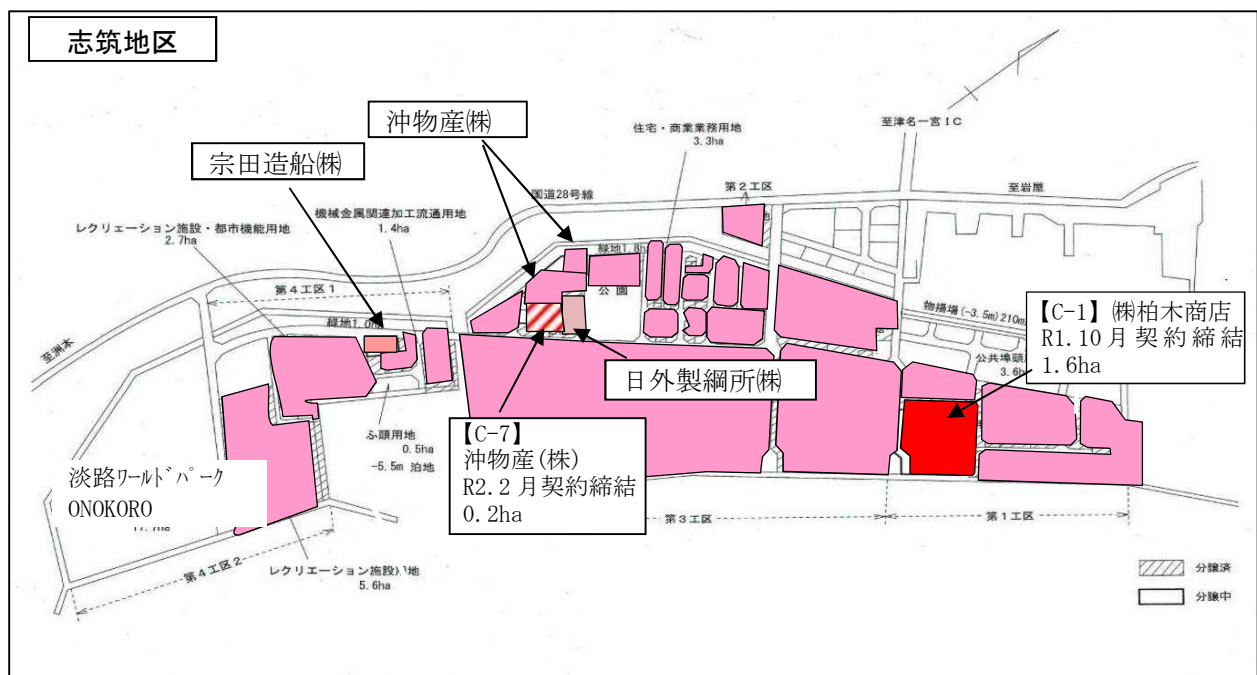 志筑地区
沖物産㈱
宗田造船㈱
住宅・商業業務用地
3.3ha
至津名一宮IC
国道28号線
第2工区
至岩屋
機械金属関連加工流通用地
1.4ha
レクリエーション施設・都市機能用地
2.7ha
緑地1.8ha
公園
第4工区1
緑地1.0ha
至洲本
物揚場(-3.5m)210m
公共埠頭
3.6ha
【C-1】㈱柏木商店
R1.10月契約締結
1.6ha
日外製綱所㈱
【C-7】
沖物産(株)
R2.2月契約締結
0.2ha
ふ頭用地
0.5ha
-5.5m 泊地
淡路ワールドパーク
ONOKORO
第3工区
第1工区
第4工区2
レクリエーション施設用地
5.6ha
分譲済
分譲中